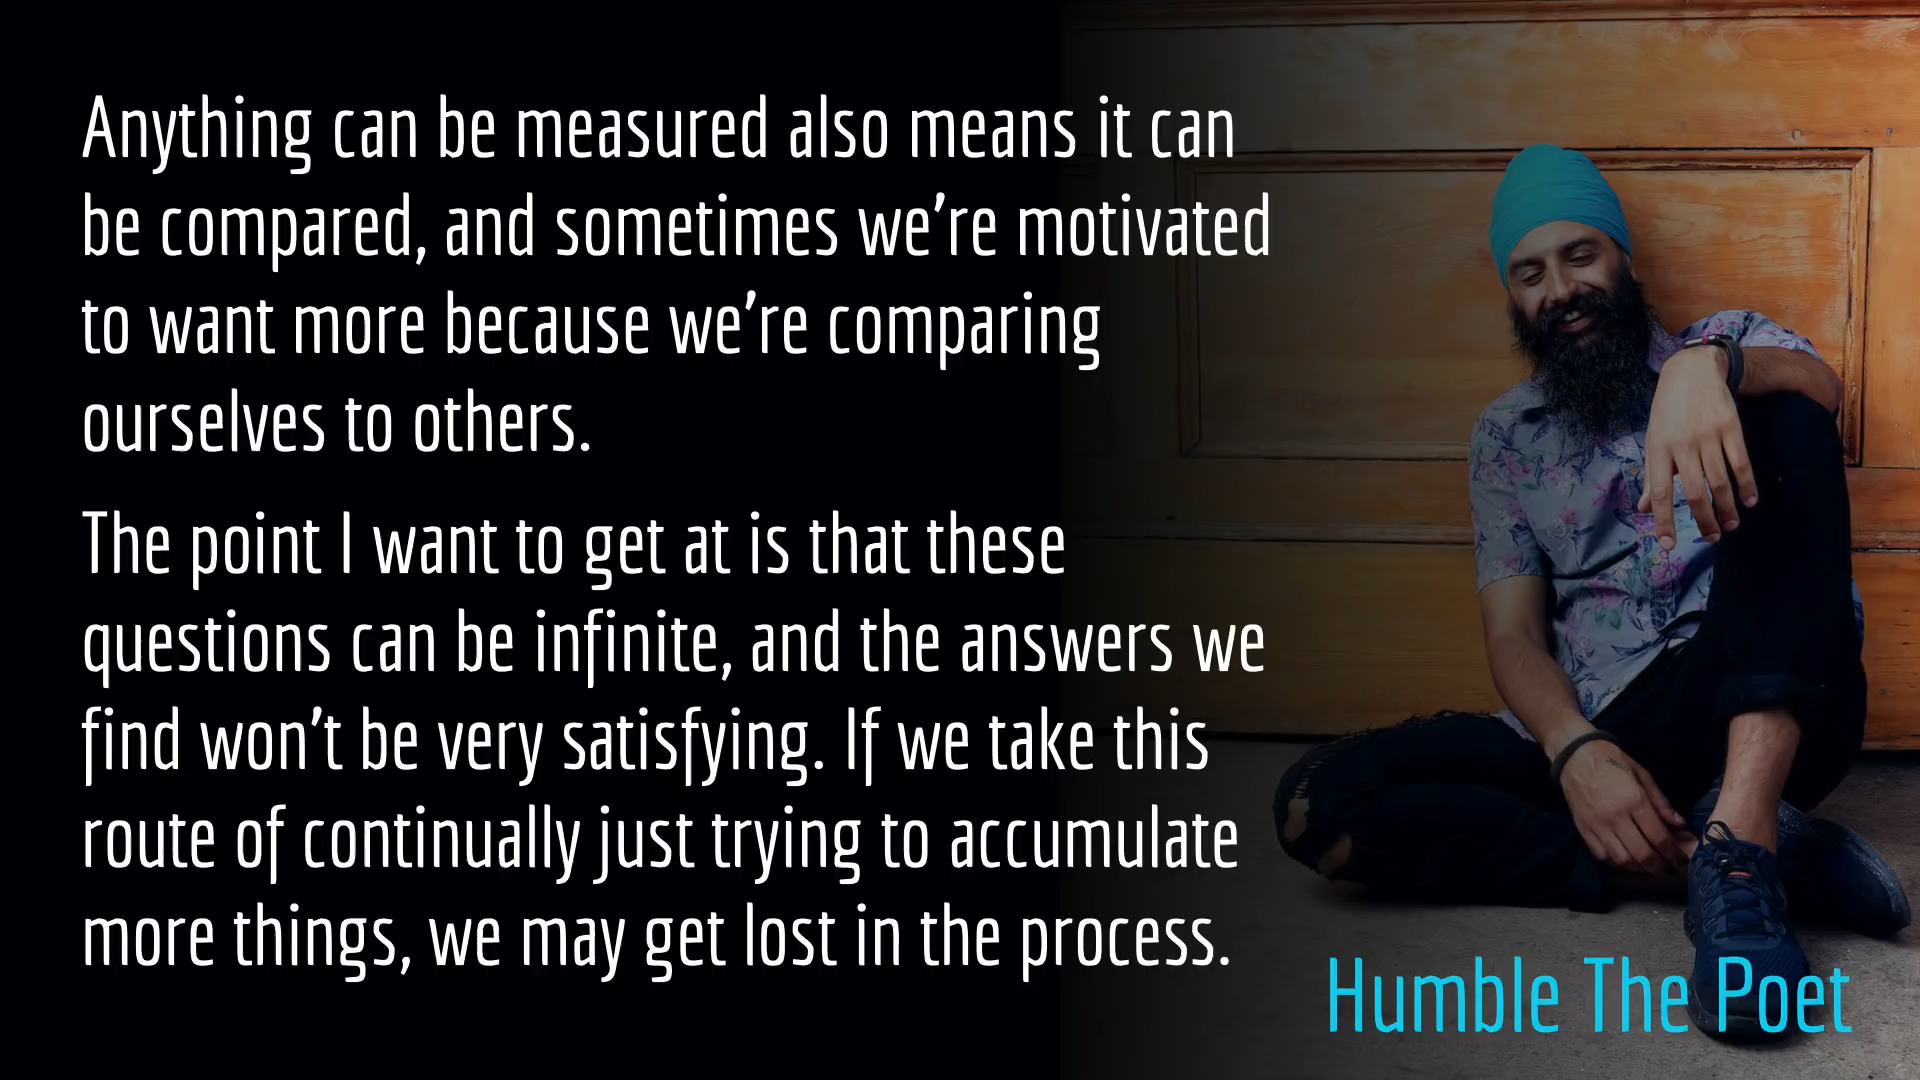 Anything can be measured also means it can
be compared, and sometimes we’re motivated
to want more because we’re comparing
ourselves to others.
The point I want to get at is that these
questions can be infinite, and the answers we
find won’t be very satisfying. If we take this
route of continually just trying to accumulate
more things, we may get lost in the process.
Humble The Poet